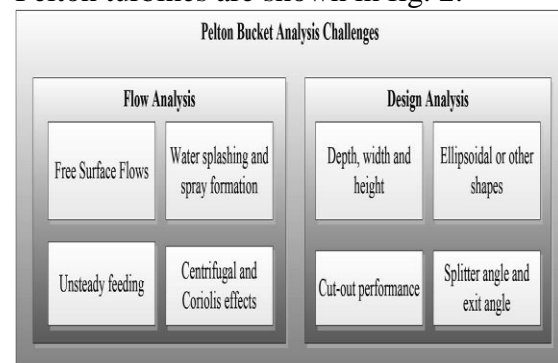 Pelton turbines are shown in fig. 2.
Pelton Bucket Analysis Challenges
Flow Analysis
Free Surface Flows
Water splashing and
spray formation
Unsteady feeding
Centrifugal and
Coriolis effects
Design Analysis
Depth, width and
height
Ellipsoidal or other
shapes
Cut-out performance
Splitter angle and
exit angle